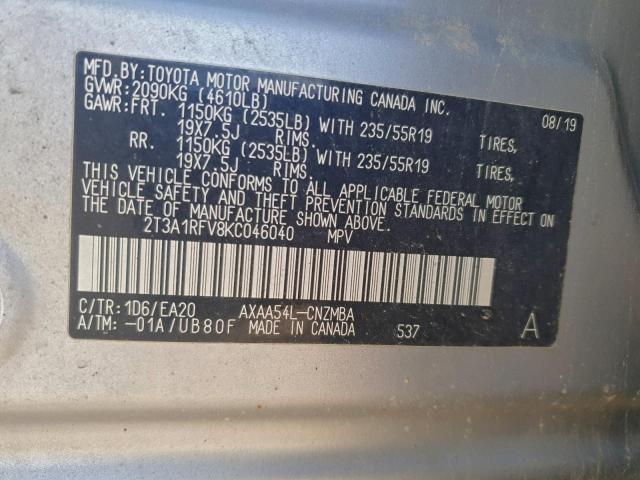 MFD.BY: TOYOTA MOTOR MANUFACTURING CANADA INC. 08/19
GVWR: 2090KG (4610LB)
GAWR: FRT. 1150KG (2535LB) WITH 235/55R19 TIRES,
19X7.5J RIMS.
RR. 1150KG (2535LB) WITH 235/55R19 TIRES,
19X7.5J RIMS.
THIS VEHICLE CONFORMS TO ALL APPLICABLE FEDERAL MOTOR
VEHICLE SAFETY AND THEFT PREVENTION STANDARDS IN EFFECT ON
THE DATE OF MANUFACTURE SHOWN ABOVE.
2T3A1RFV8KC046040 MPV
C/TR: 1D6/EA20 AXAA54L-CNZMBA
A/TM: -01A/UB80F MADE IN CANADA 537 A